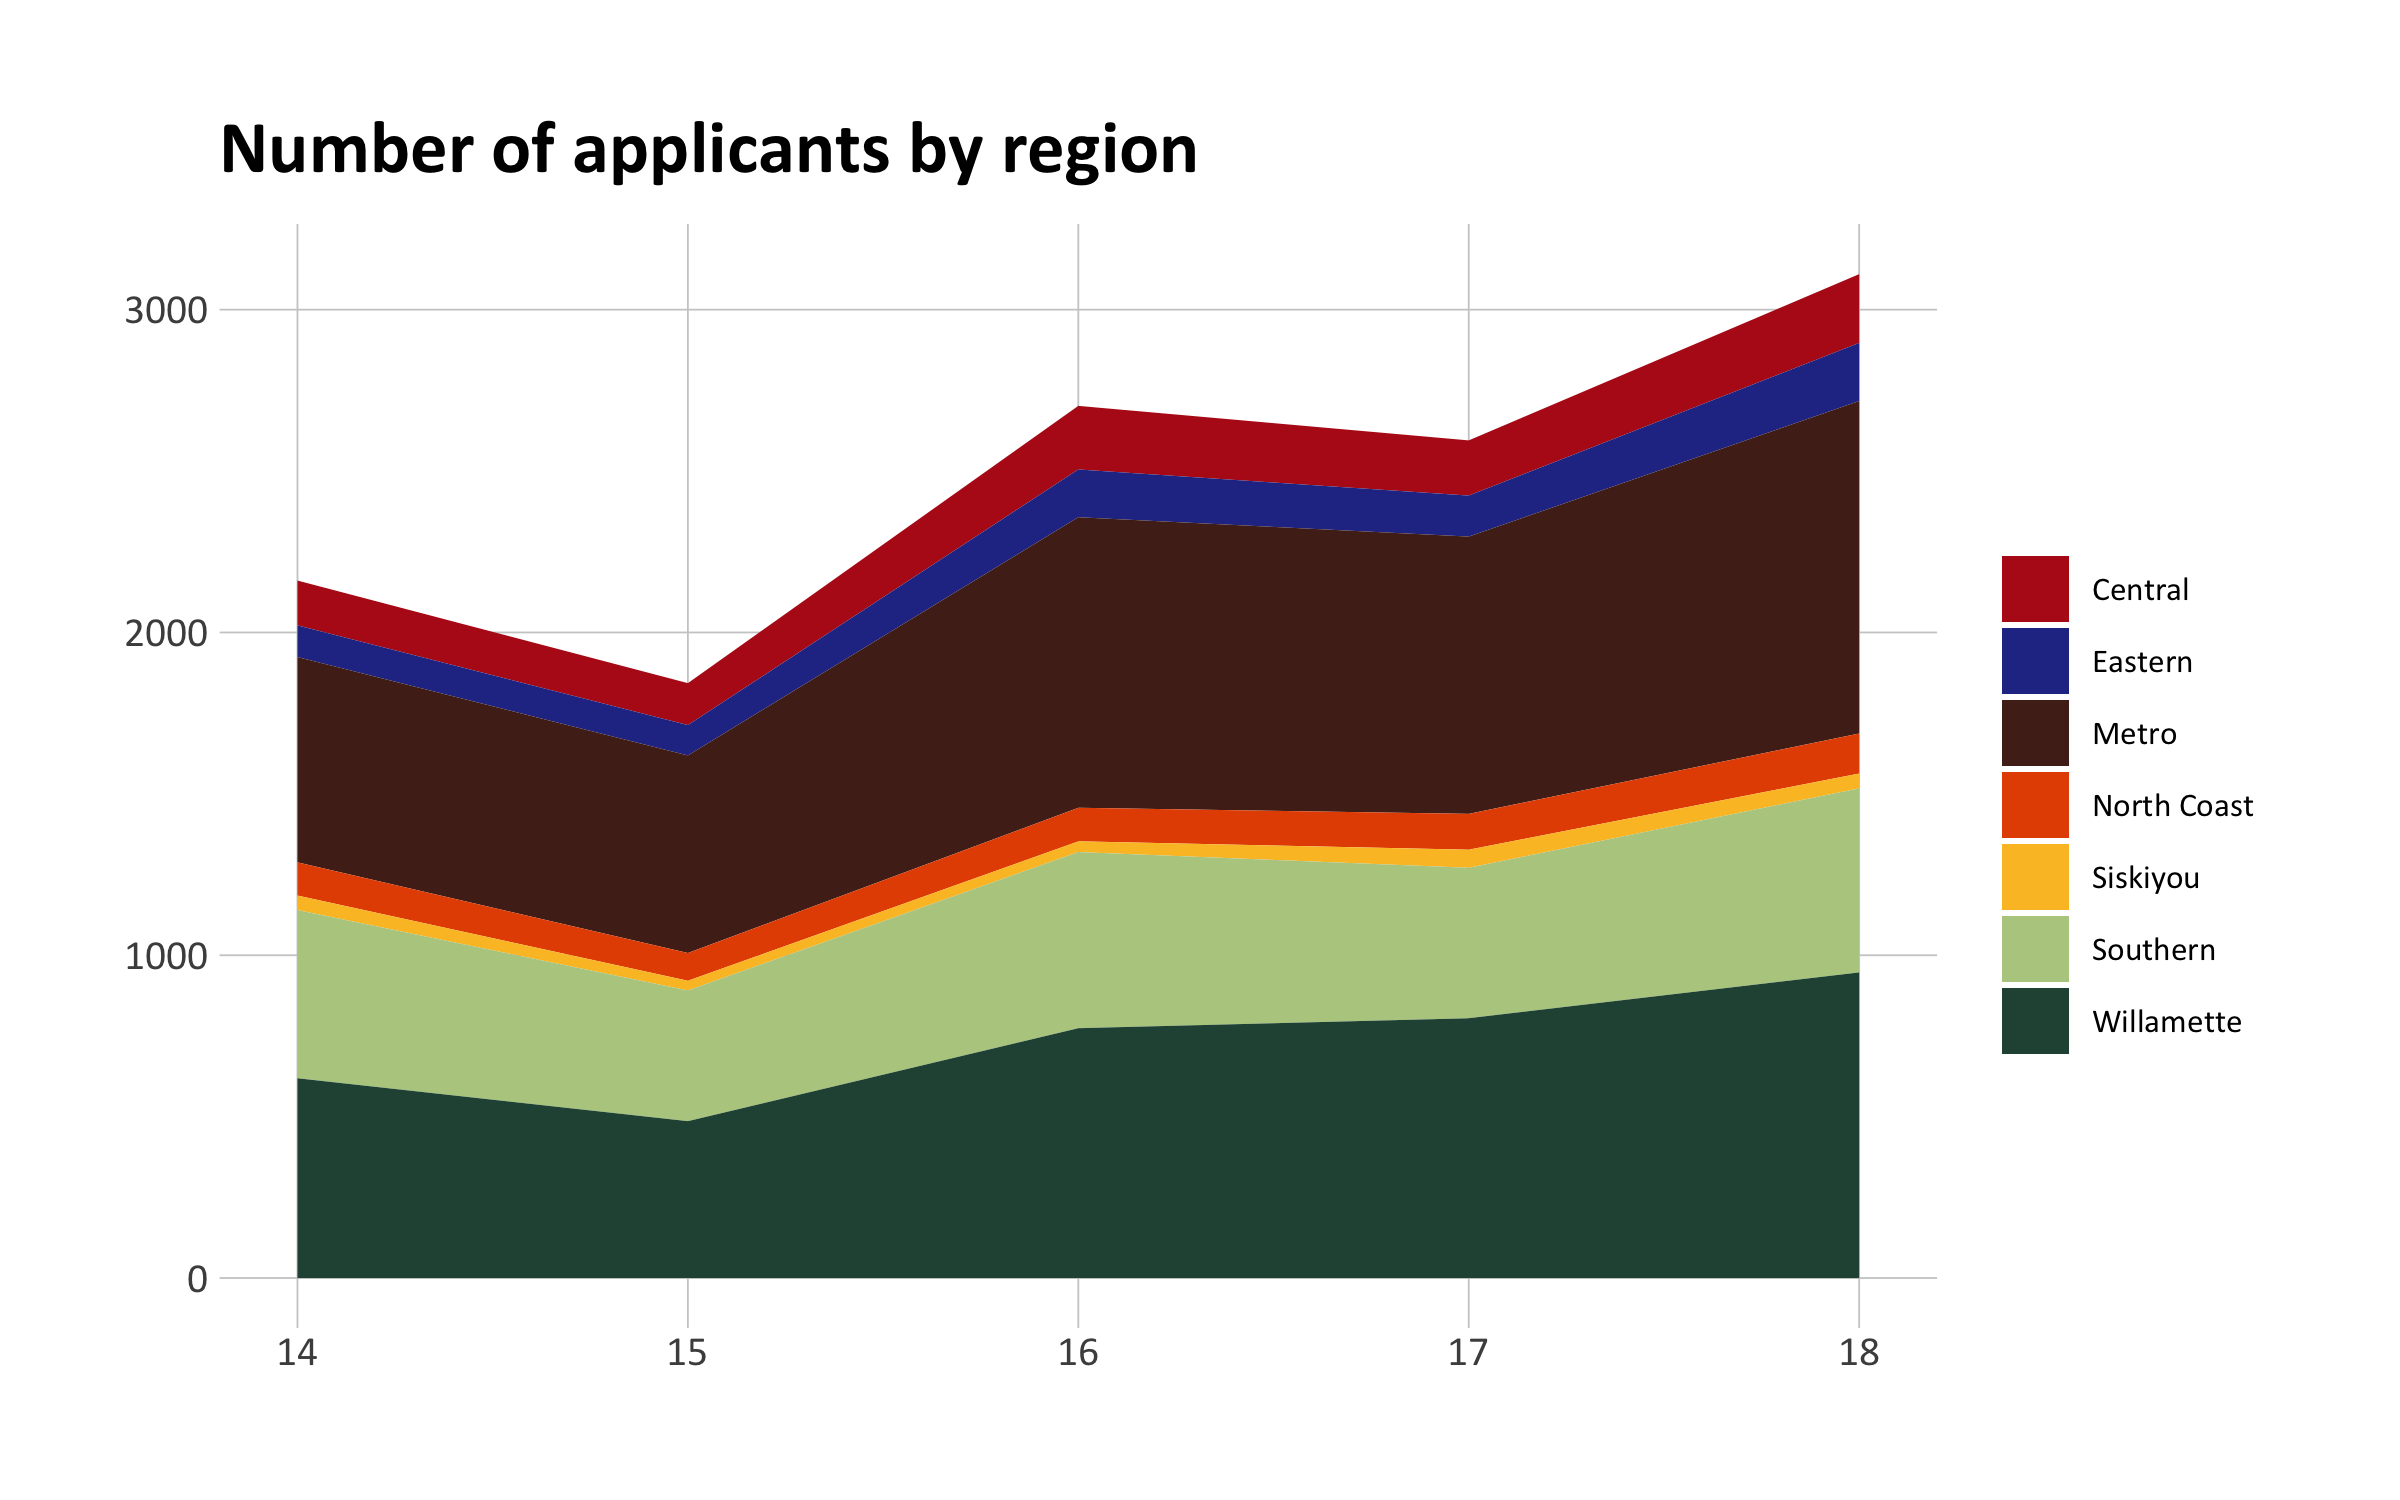 Number of applicants by region
3000
2000
1000
0
14
15
16
17
18
Central
Eastern
Metro
North Coast
Siskiyou
Southern
Willamette